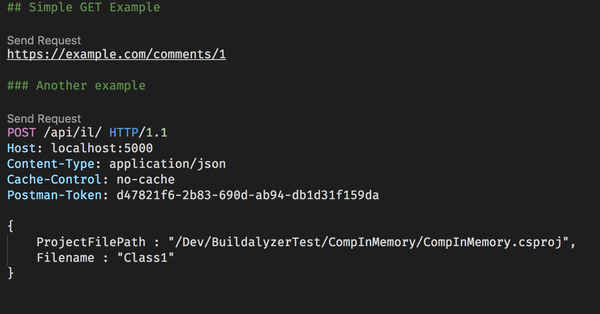 ## Simple GET Example
Send Request
https://example.com/comments/1
### Another example
Send Request
POST /api/il/ HTTP/1.1
Host: localhost:5000
Content-Type: application/json
Cache-Control: no-cache
Postman-Token: d47821f6-2b83-690d-ab94-db1d31f159da
{
ProjectFilePath : "/Dev/BuildalyzerTest/CompInMemory/CompInMemory.csproj",
Filename : "Class1"
}